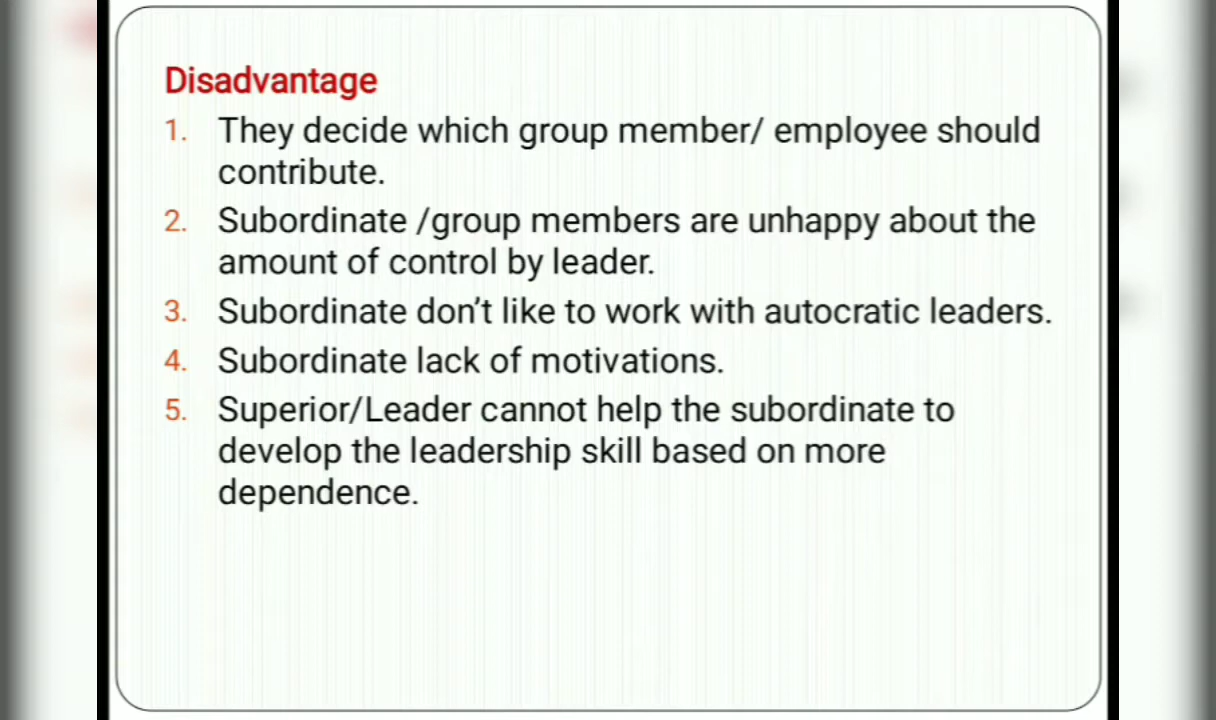 Disadvantage
1. They decide which group member/ employee should
contribute.
2. Subordinate /group members are unhappy about the
amount of control by leader.
3. Subordinate don’t like to work with autocratic leaders.
4. Subordinate lack of motivations.
5. Superior/Leader cannot help the subordinate to
develop the leadership skill based on more
dependence.